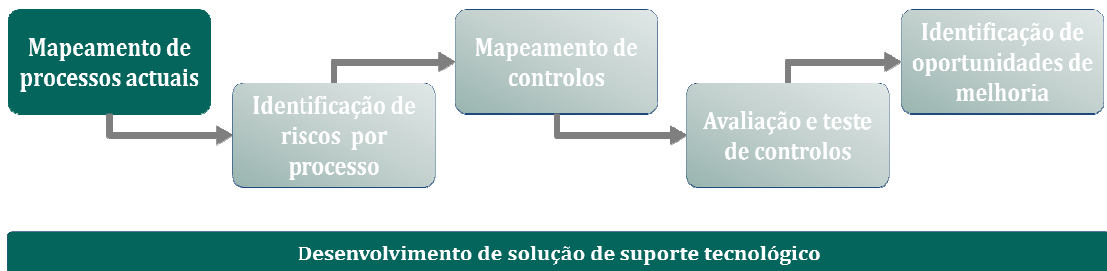 Mapeamento de
processos actuais
Identificação de
riscos por
processo
Mapeamento de
controlos
Avaliação e teste
de controlos
Identificação de
oportunidades de
melhoria
Desenvolvimento de solução de suporte tecnológico